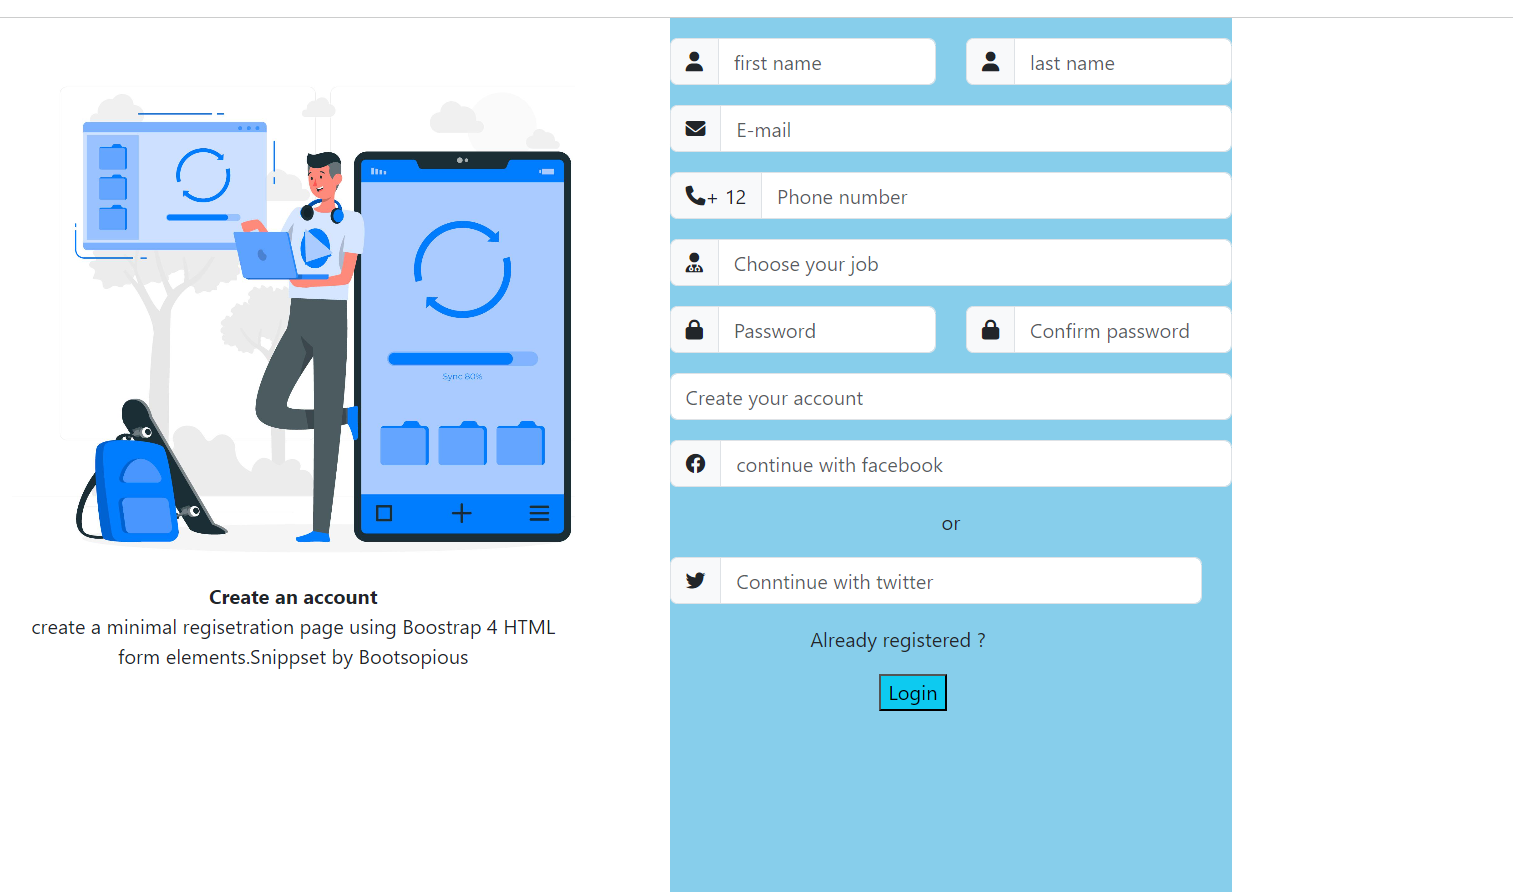 first name
last name
E-mail
+ 12
Phone number
Choose your job
Password
Confirm password
Create your account
continue with facebook
or
Conntinue with twitter
Already registered ?
Login
Sync 80%
Create an account
create a minimal regisetration page using Boostrap 4 HTML
form elements.Snippset by Bootsopious